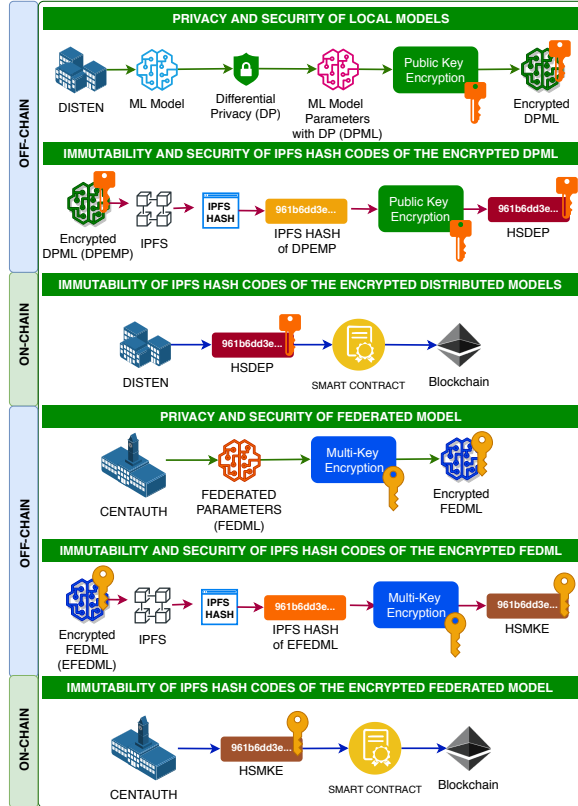 PRIVACY AND SECURITY OF LOCAL MODELS
DISTEN
ML Model
Differential
Privacy (DP)
ML Model
Parameters
with DP (DPML)
Public Key
Encryption
Encrypted
DPML
OFF-CHAIN
IMMUTABILITY AND SECURITY OF IPFS HASH CODES OF THE ENCRYPTED DPML
Encrypted
DPML (DPEMP)
IPFS
IPFS
HASH
961b6dd3e...
IPFS HASH
of DPEMP
Public Key
Encryption
961b6dd3e...
HSDEP
ON-CHAIN
IMMUTABILITY OF IPFS HASH CODES OF THE ENCRYPTED DISTRIBUTED MODELS
DISTEN
961b6dd3e...
HSDEP
SMART CONTRACT
Blockchain
OFF-CHAIN
PRIVACY AND SECURITY OF FEDERATED MODEL
CENTAUTH
FEDERATED
PARAMETERS
(FEDML)
Multi-Key
Encryption
Encrypted
FEDML
IMMUTABILITY AND SECURITY OF IPFS HASH CODES OF THE ENCRYPTED FEDML
Encrypted
FEDML
(EFEDML)
IPFS
IPFS
HASH
961b6dd3e...
IPFS HASH
of EFEDML
Multi-Key
Encryption
961b6dd3e...
HSMKE
ON-CHAIN
IMMUTABILITY OF IPFS HASH CODES OF THE ENCRYPTED FEDERATED MODEL
CENTAUTH
961b6dd3e...
HSMKE
SMART CONTRACT
Blockchain